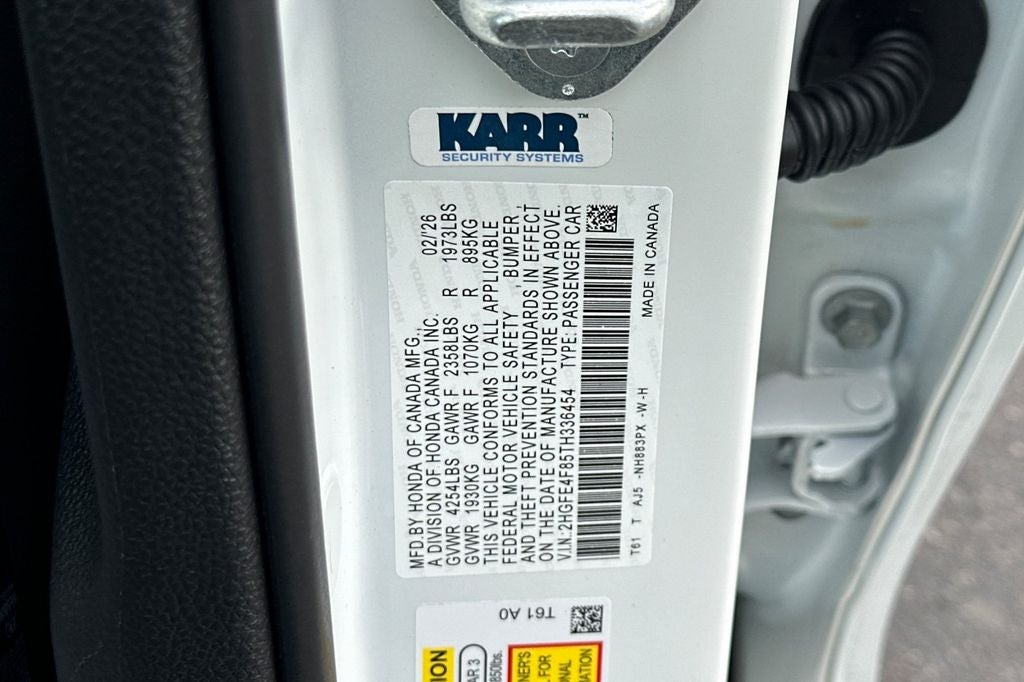 KARR™
SECURITY SYSTEMS
MFD.BY HONDA OF CANADA MFG., 02/'26
A DIVISION OF HONDA CANADA INC.
GVWR 4254LBS GAWR F 2358LBS R 1973LBS
GVWR 1930KG GAWR F 1070KG R 895KG
THIS VEHICLE CONFORMS TO ALL APPLICABLE
FEDERAL MOTOR VEHICLE SAFETY , BUMPER ,
AND THEFT PREVENTION STANDARDS IN EFFECT
ON THE DATE OF MANUFACTURE SHOWN ABOVE.
V.I.N.:2HGFE4F85TH336454 TYPE: PASSENGER CAR
T61 T AJ5 -NH883PX -W -H MADE IN CANADA
T61 A0